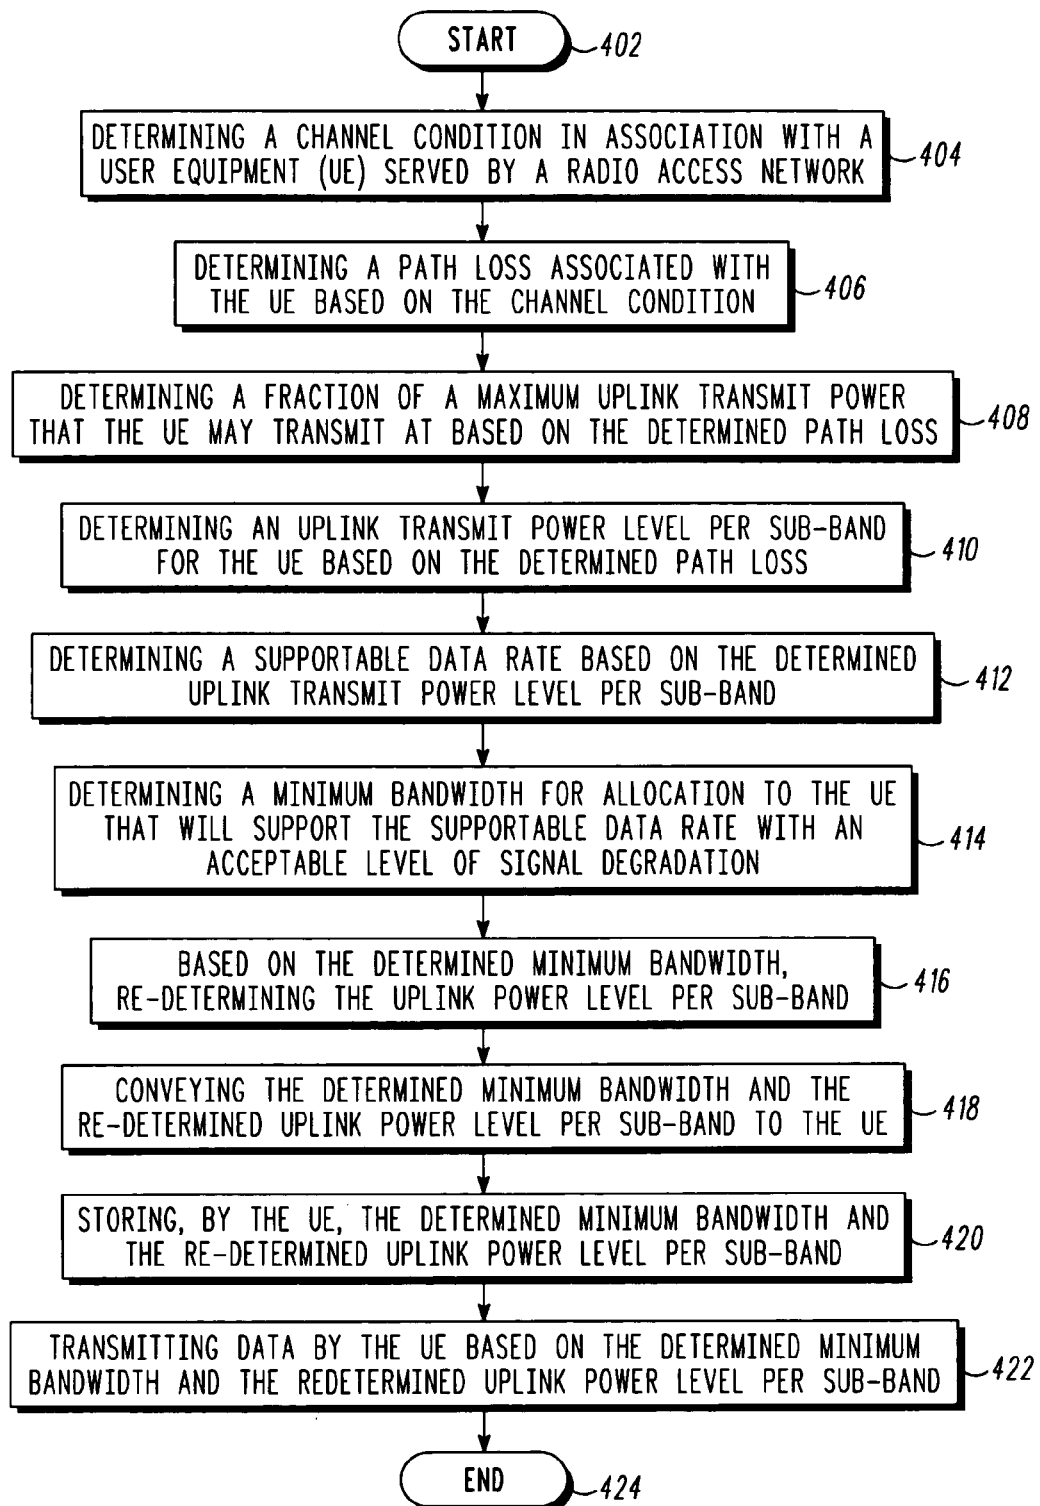 START
402
DETERMINING A CHANNEL CONDITION IN ASSOCIATION WITH A
USER EQUIPMENT (UE) SERVED BY A RADIO ACCESS NETWORK
404
DETERMINING A PATH LOSS ASSOCIATED WITH
THE UE BASED ON THE CHANNEL CONDITION
406
DETERMINING A FRACTION OF A MAXIMUM UPLINK TRANSMIT POWER
THAT THE UE MAY TRANSMIT AT BASED ON THE DETERMINED PATH LOSS
408
DETERMINING AN UPLINK TRANSMIT POWER LEVEL PER SUB-BAND
FOR THE UE BASED ON THE DETERMINED PATH LOSS
410
DETERMINING A SUPPORTABLE DATA RATE BASED ON THE DETERMINED
UPLINK TRANSMIT POWER LEVEL PER SUB-BAND
412
DETERMINING A MINIMUM BANDWIDTH FOR ALLOCATION TO THE UE
THAT WILL SUPPORT THE SUPPORTABLE DATA RATE WITH AN
ACCEPTABLE LEVEL OF SIGNAL DEGRADATION
414
BASED ON THE DETERMINED MINIMUM BANDWIDTH,
RE-DETERMINING THE UPLINK POWER LEVEL PER SUB-BAND
416
CONVEYING THE DETERMINED MINIMUM BANDWIDTH AND THE
RE-DETERMINED UPLINK POWER LEVEL PER SUB-BAND TO THE UE
418
STORING, BY THE UE, THE DETERMINED MINIMUM BANDWIDTH AND
THE RE-DETERMINED UPLINK POWER LEVEL PER SUB-BAND
420
TRANSMITTING DATA BY THE UE BASED ON THE DETERMINED MINIMUM
BANDWIDTH AND THE REDETERMINED UPLINK POWER LEVEL PER SUB-BAND
422
END
424